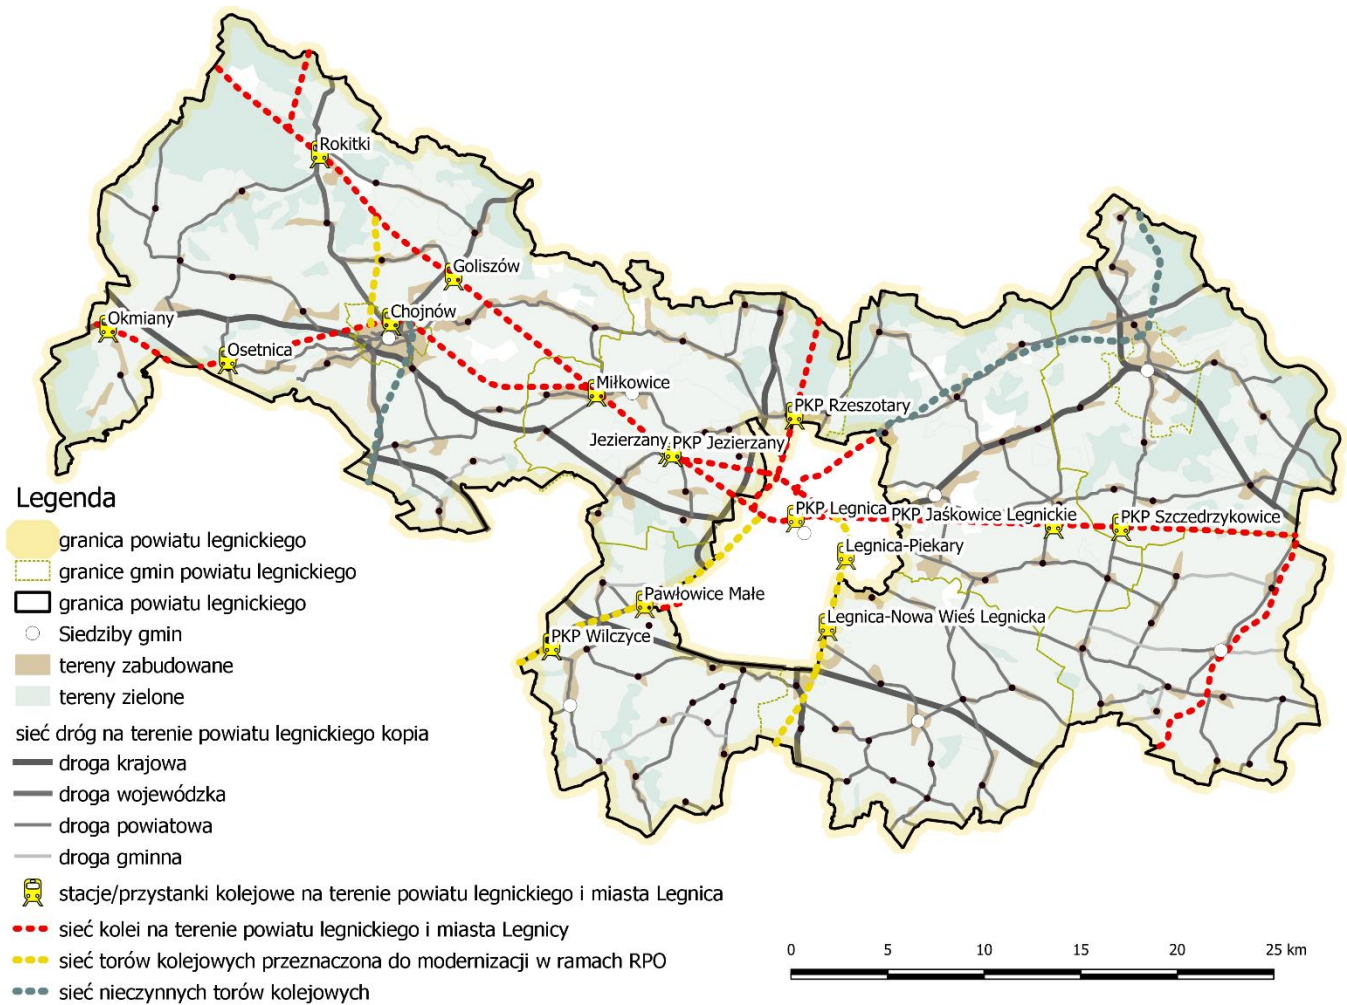 Rokitki
Goliszów
Chojnów
Okmiany
Osetnica
Miłkowice
PKP Rzeszotary
Jezierzany
PKP Jezierzany
PKP Legnica
PKP Jaśkowice Legnickie
PKP Szczedrzykowice
Legnica-Piekary
Pawłowice Małe
Legnica-Nowa Wieś Legnicka
PKP Wilczyce
Legenda
granica powiatu legnickiego
granice gmin powiatu legnickiego
granica powiatu legnickiego
Siedziby gmin
tereny zabudowane
tereny zielone
sieć dróg na terenie powiatu legnickiego kopia
droga krajowa
droga wojewódzka
droga powiatowa
droga gminna
stacje/przystanki kolejowe na terenie powiatu legnickiego i miasta Legnica
sieć kolei na terenie powiatu legnickiego i miasta Legnicy
sieć torów kolejowych przeznaczona do modernizacji w ramach RPO
sieć nieczynnych torów kolejowych
0 5 10 15 20 25 km